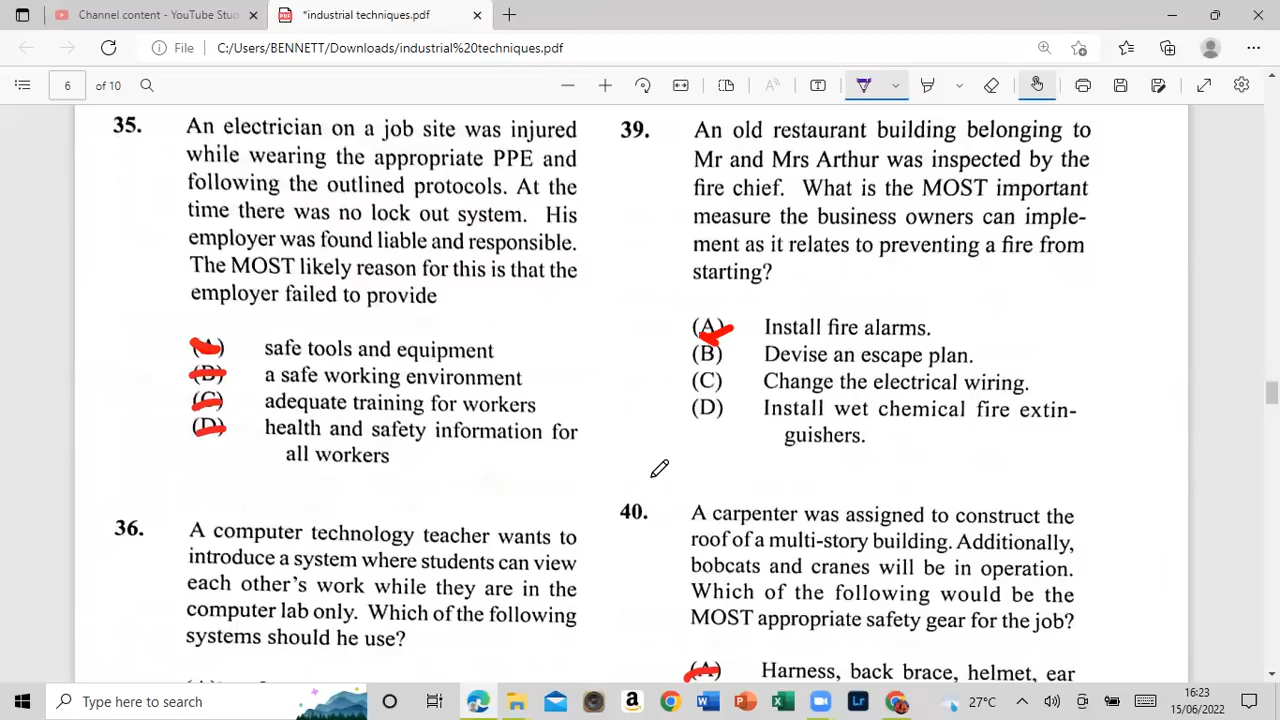 Channel content - YouTube Stu
*industrial techniques.pdf
File C:/Users/BENNETT/Downloads/industrial%20techniques.pdf
6 of 10
35. An electrician on a job site was injured
while wearing the appropriate PPE and
following the outlined protocols. At the
time there was no lock out system. His
employer was found liable and responsible.
The MOST likely reason for this is that the
employer failed to provide
(A) safe tools and equipment
(B) a safe working environment
(C) adequate training for workers
(D) health and safety information for
all workers
36. A computer technology teacher wants to
introduce a system where students can view
each other's work while they are in the
computer lab only. Which of the following
systems should he use?
39. An old restaurant building belonging to
Mr and Mrs Arthur was inspected by the
fire chief. What is the MOST important
measure the business owners can imple-
ment as it relates to preventing a fire from
starting?
(A) Install fire alarms.
(B) Devise an escape plan.
(C) Change the electrical wiring.
(D) Install wet chemical fire extin-
guishers.
40. A carpenter was assigned to construct the
roof of a multi-story building. Additionally,
bobcats and cranes will be in operation.
Which of the following would be the
MOST appropriate safety gear for the job?
(A) Harness, back brace, helmet, ear
Type here to search
27°C
16:23
15/06/2022